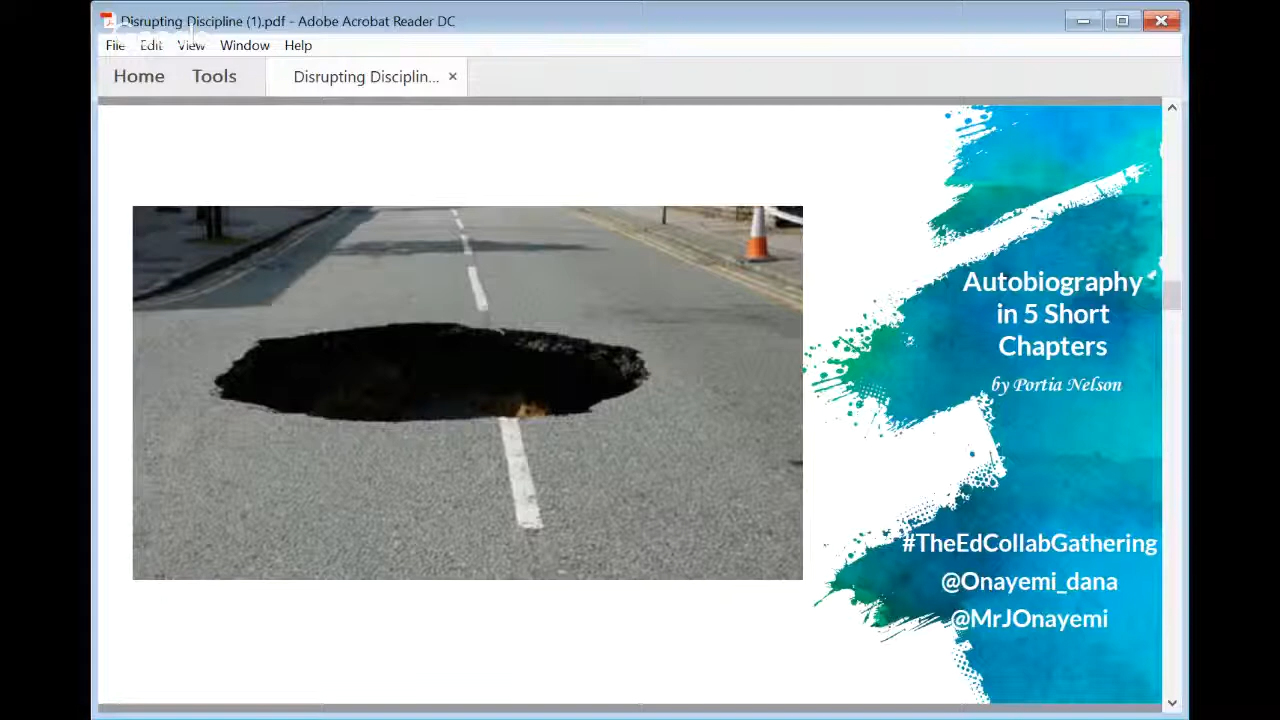 Disrupting Discipline (1).pdf - Adobe Acrobat Reader DC
File Edit View Window Help
Home Tools Disrupting Disciplin... ×
Autobiography
in 5 Short
Chapters
by Portia Nelson
#TheEdCollabGathering
@Onayemi_dana
@MrJOnayemi